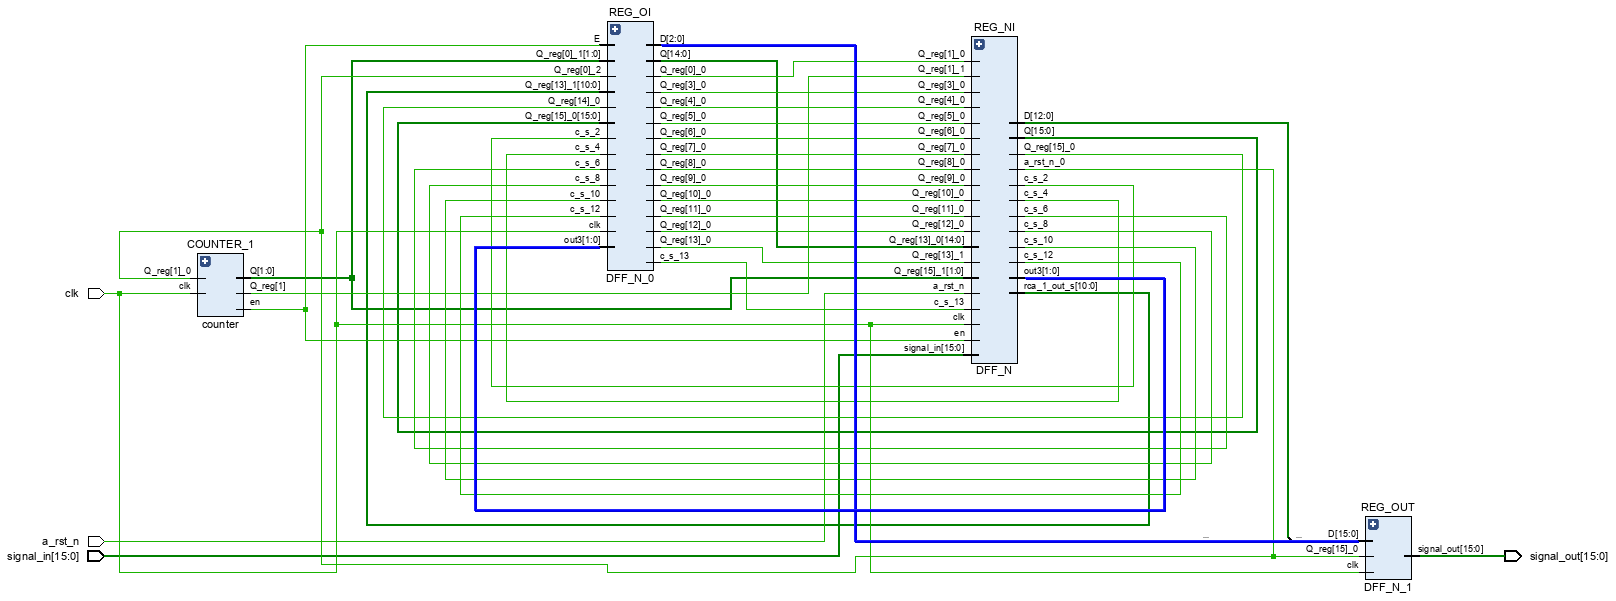 REG_OI
E
Q_reg[0]_1[1:0]
Q_reg[0]_2
Q_reg[13]_1[10:0]
Q_reg[14]_0
Q_reg[15]_0[15:0]
c_s_2
c_s_4
c_s_6
c_s_8
c_s_10
c_s_12
clk
out3[1:0]
D[2:0]
Q[14:0]
Q_reg[0]_0
Q_reg[3]_0
Q_reg[4]_0
Q_reg[5]_0
Q_reg[6]_0
Q_reg[7]_0
Q_reg[8]_0
Q_reg[9]_0
Q_reg[10]_0
Q_reg[11]_0
Q_reg[12]_0
Q_reg[13]_0
c_s_13
DFF_N_0
REG_NI
Q_reg[1]_0
Q_reg[1]_1
Q_reg[3]_0
Q_reg[4]_0
Q_reg[5]_0
Q_reg[6]_0
Q_reg[7]_0
Q_reg[8]_0
Q_reg[9]_0
Q_reg[10]_0
Q_reg[11]_0
Q_reg[12]_0
Q_reg[13]_0[14:0]
Q_reg[13]_1
Q_reg[15]_1[1:0]
a_rst_n
c_s_13
clk
en
signal_in[15:0]
D[12:0]
Q[15:0]
Q_reg[15]_0
a_rst_n_0
c_s_2
c_s_4
c_s_6
c_s_8
c_s_10
c_s_12
out3[1:0]
rca_1_out_s[10:0]
DFF_N
COUNTER_1
Q_reg[1]_0
clk
Q[1:0]
Q_reg[1]
en
counter
clk
a_rst_n
signal_in[15:0]
REG_OUT
D[15:0]
Q_reg[15]_0
clk
signal_out[15:0]
DFF_N_1
signal_out[15:0]